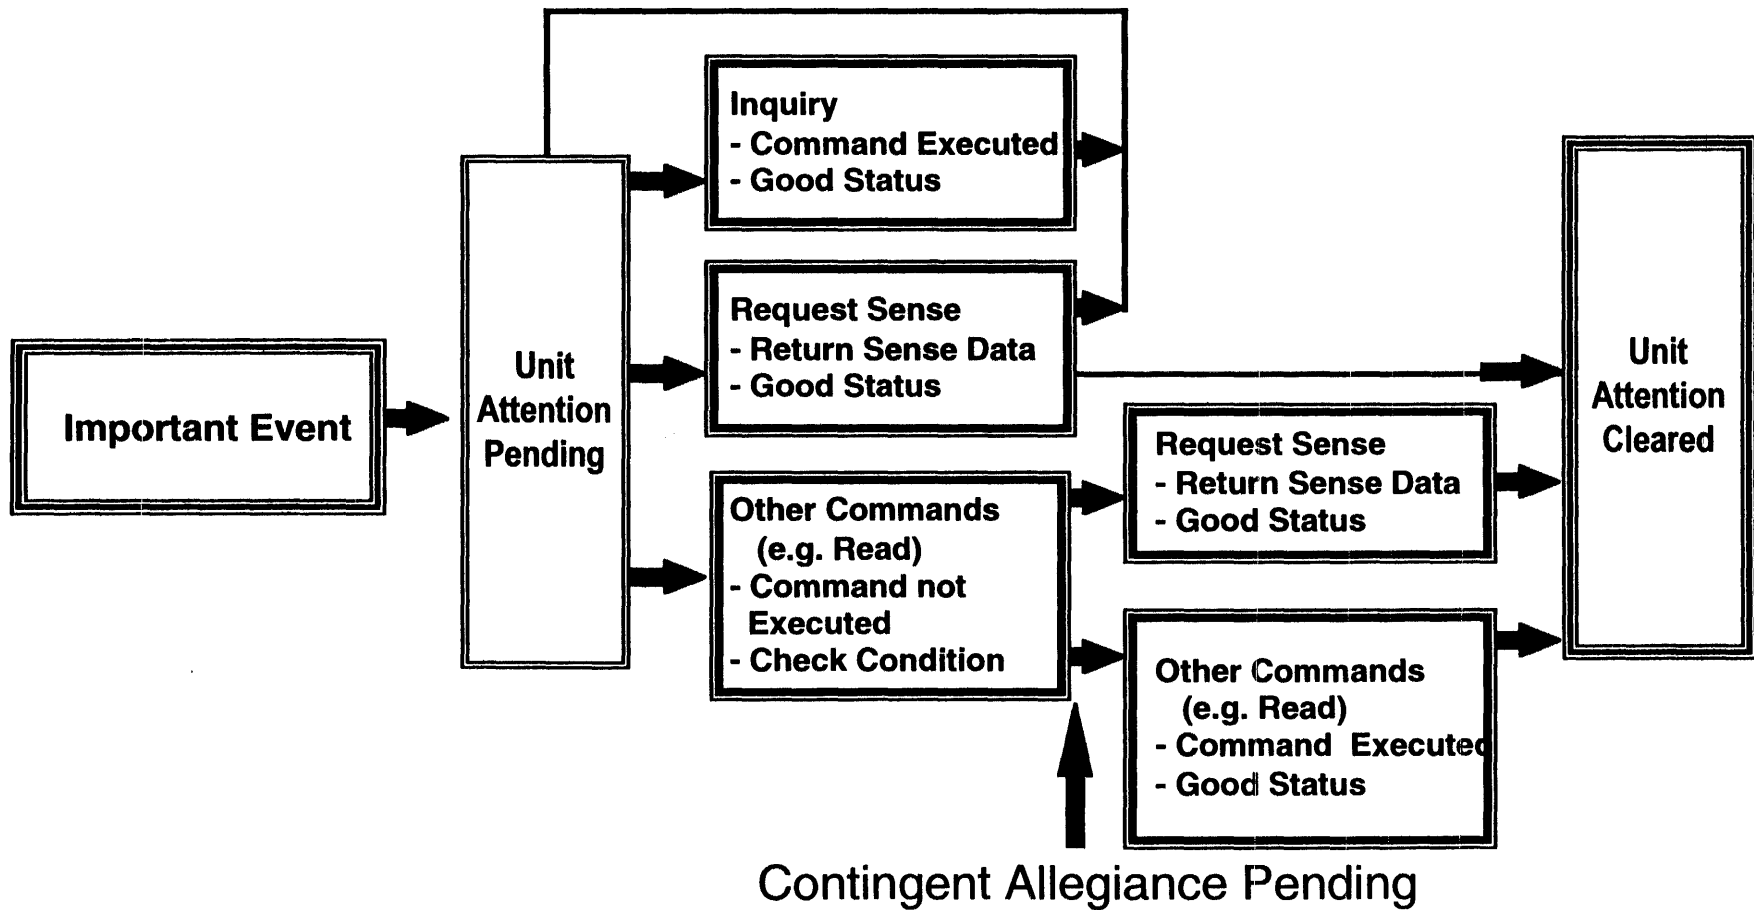 Important Event
Unit
Attention
Pending
Inquiry
- Command Executed
- Good Status
Request Sense
- Return Sense Data
- Good Status
Other Commands
(e.g. Read)
- Command not
Executed
- Check Condition
Request Sense
- Return Sense Data
- Good Status
Other Commands
(e.g. Read)
- Command Executed
- Good Status
Unit
Attention
Cleared
Contingent Allegiance Pending